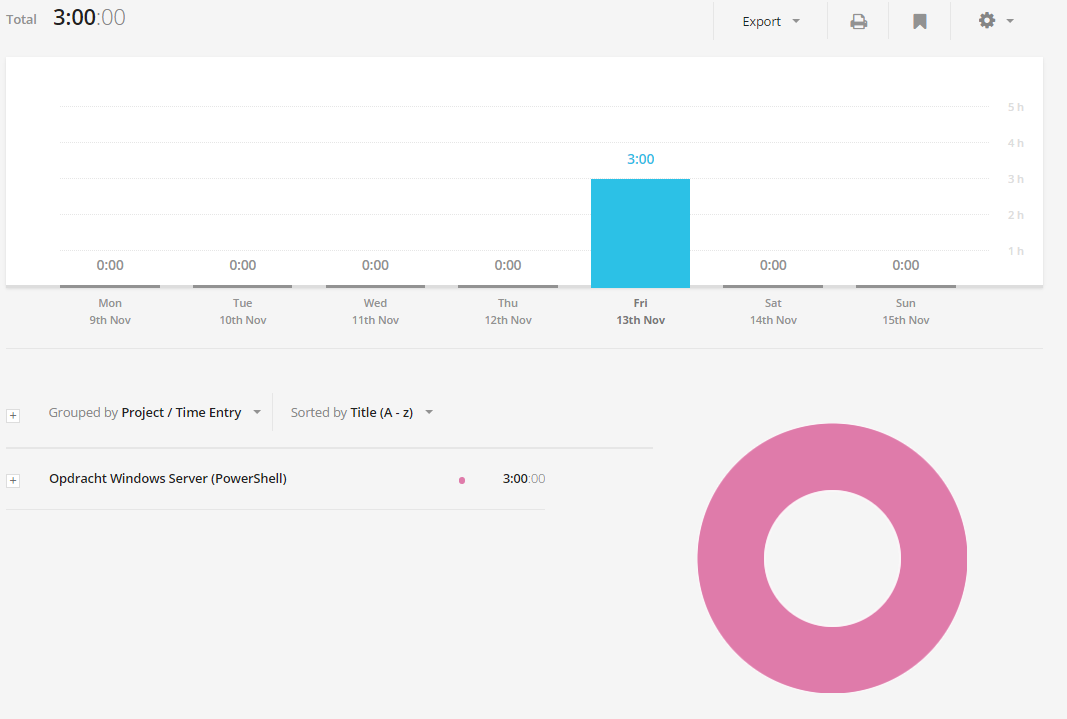 Total 3:00:00
Export
5 h
4 h
3:00
3 h
2 h
1 h
0:00 0:00 0:00 0:00 0:00 0:00
Mon Tue Wed Thu Fri Sat Sun
9th Nov 10th Nov 11th Nov 12th Nov 13th Nov 14th Nov 15th Nov
+ Grouped by Project / Time Entry Sorted by Title (A - z)
+ Opdracht Windows Server (PowerShell) 3:00:00